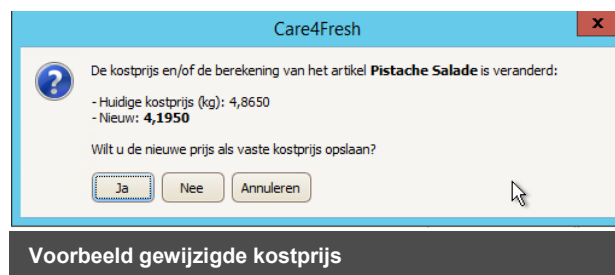 Care4Fresh
x
De kostprijs en/of de berekening van het artikel Pistache Salade is veranderd:
- Huidige kostprijs (kg): 4,8650
- Nieuw: 4,1950
Wilt u de nieuwe prijs als vaste kostprijs opslaan?
Ja Nee Annuleren
Voorbeeld gewijzigde kostprijs